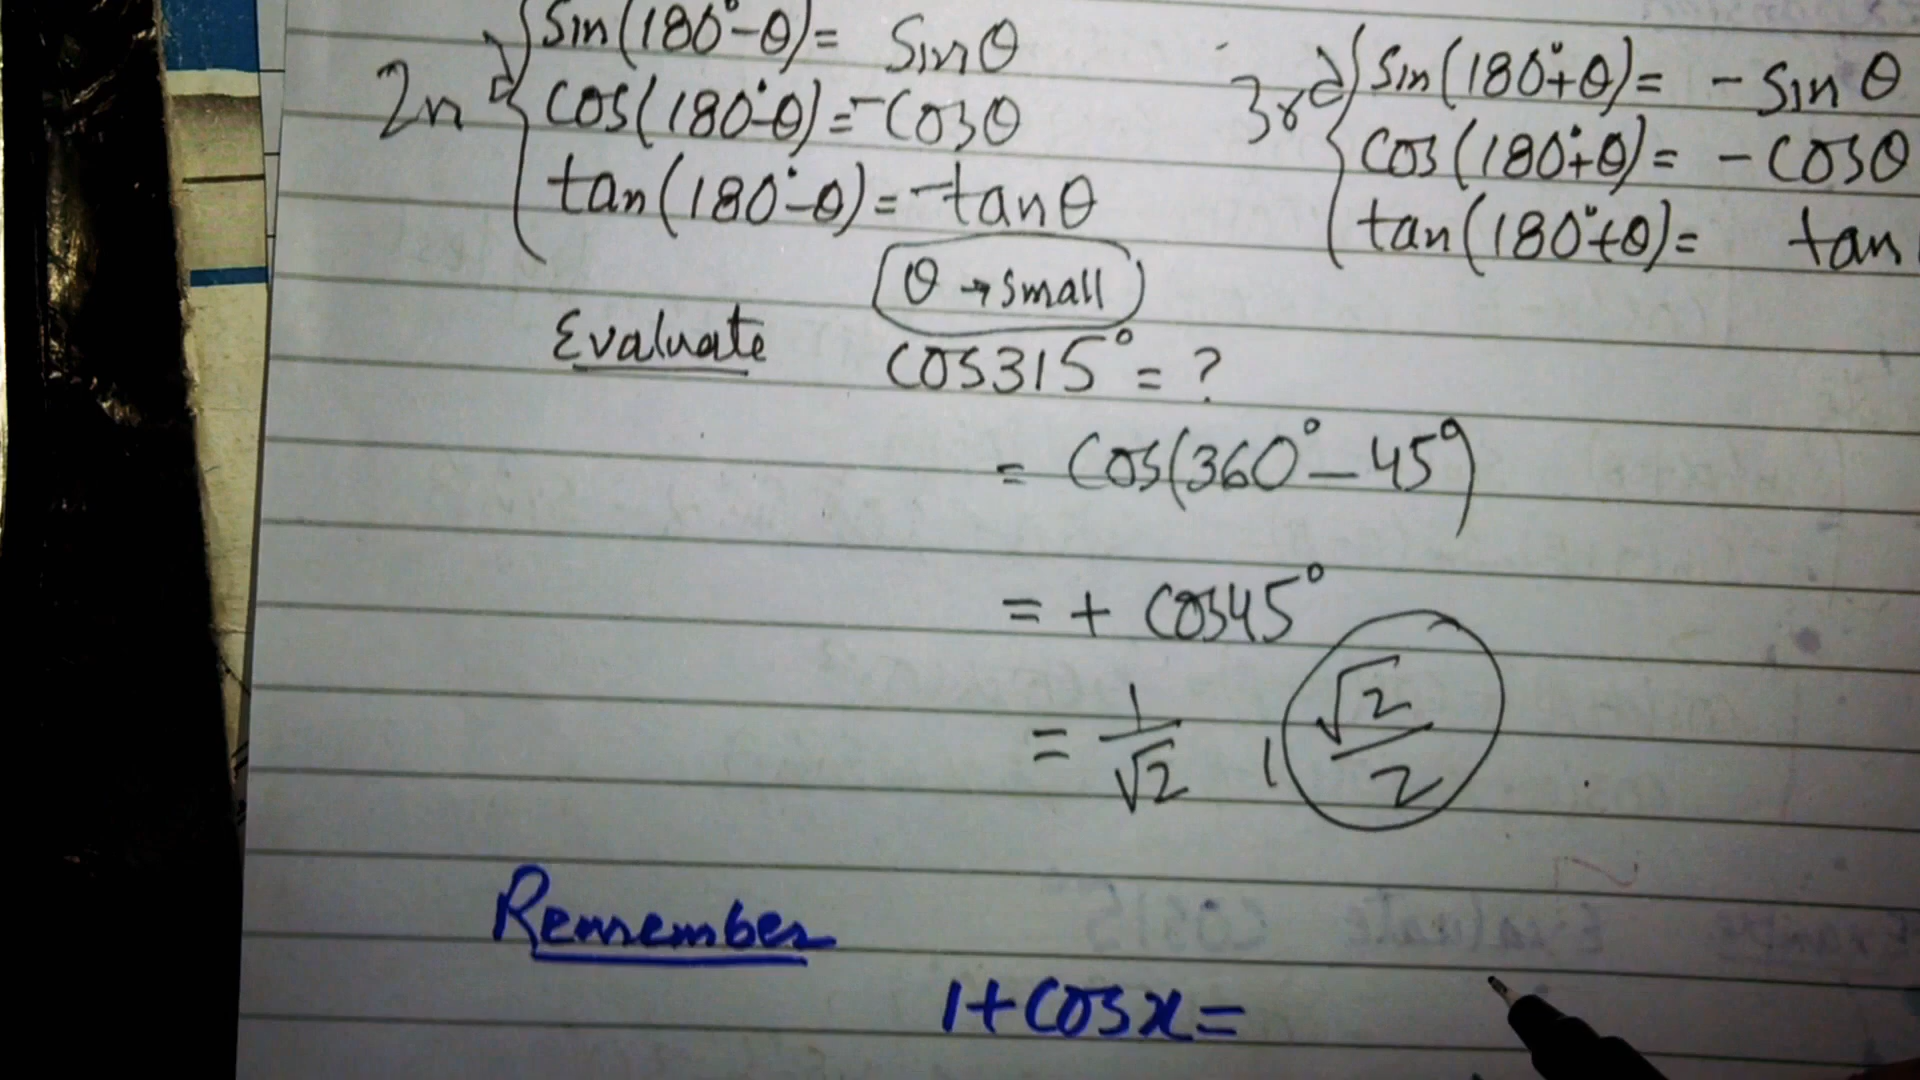 2nd
sin(180°-θ)= sinθ
cos(180°-θ)=-cosθ
tan(180°-θ)=-tanθ
3rd
sin(180°+θ)= -sin θ
cos(180°+θ)= -cosθ
tan(180°+θ)= tan
θ → small
Evaluate cos315° = ?
= cos(360° - 45°)
= + cos45°
= 1/√2 , √2/2
Remember
1+cosx=